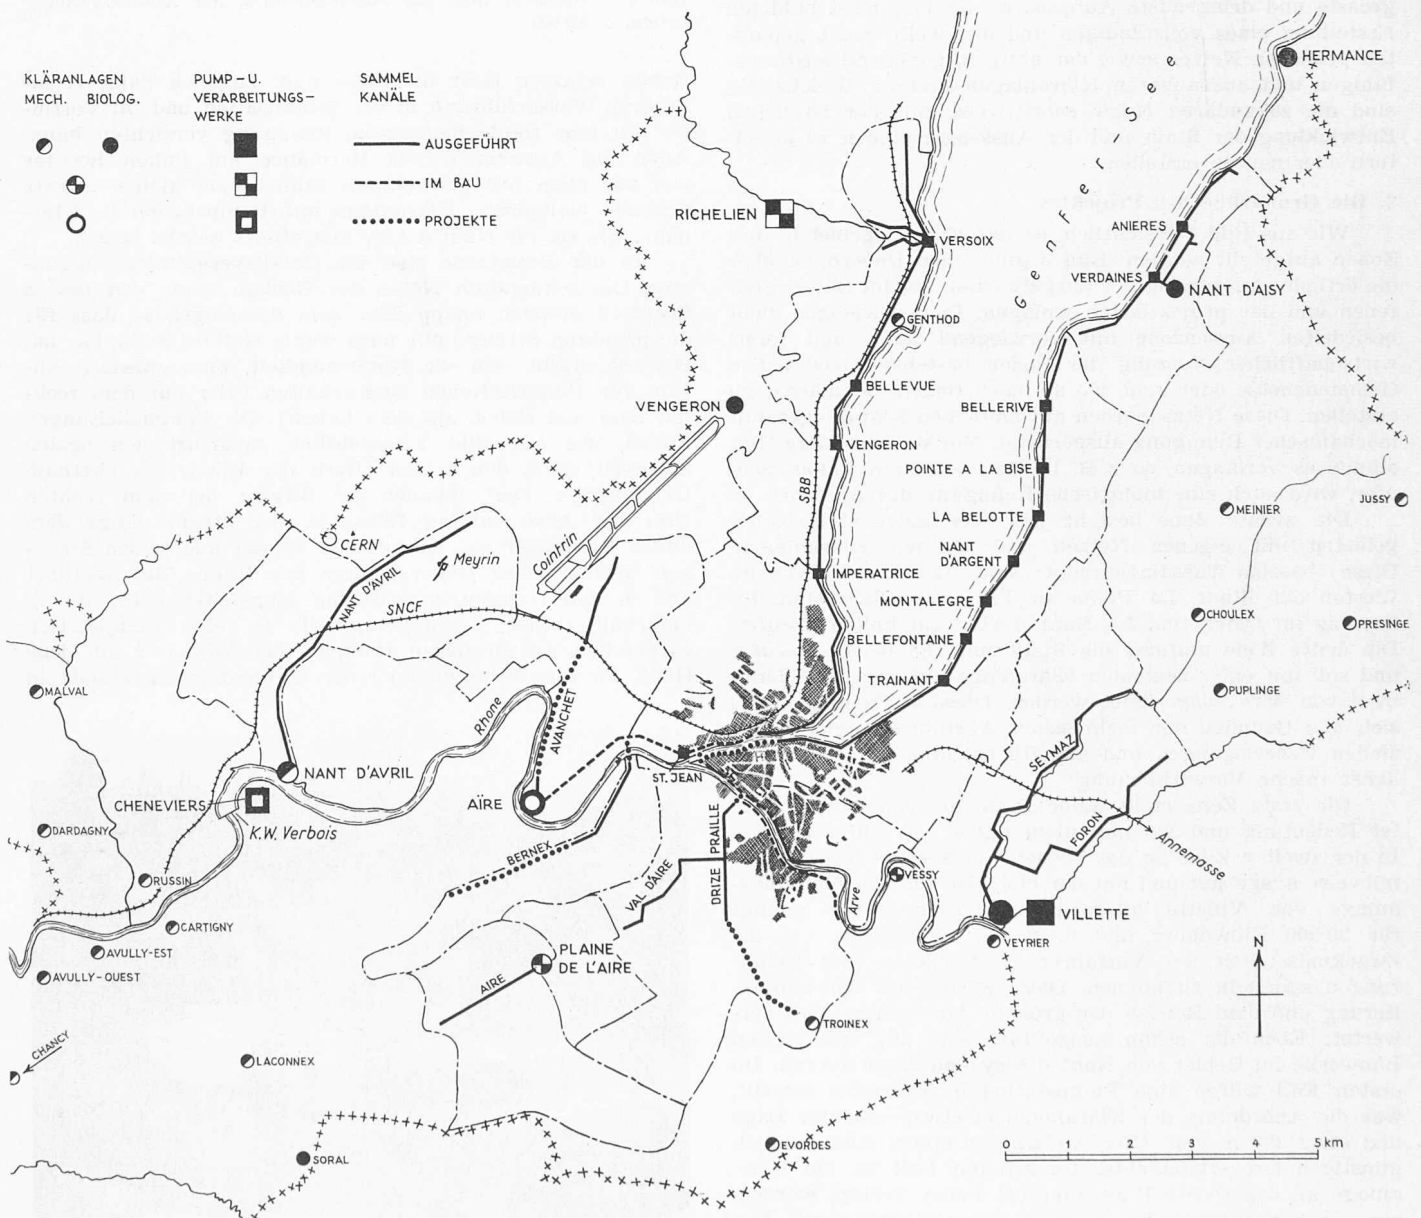 KLÄRANLAGEN
MECH. BIOLOG.
PUMP-U.
VERARBEITUNGS-
WERKE
SAMMEL
KANÄLE
AUSGEFÜHRT
IM BAU
PROJEKTE
HERMANCE
Genfer See
RICHELIEN
VERSOIX
ANIÈRES
VERDAINES
NANT D'AISY
GENTHOD
BELLEVUE
VENGERON
BELLERIVE
VENGERON
POINTE A LA BISE
SBB
JUSSY
MEINIER
LA BELOTTE
CERN
NANT D'AVRIL
Meyrin
Cointrin
NANT
D'ARGENT
IMPERATRICE
MONTALEGRE
SNCF
CHOULEX
PRESINGE
BELLEFONTAINE
MALVAL
TRAINANT
PUPLINGE
Rhone
AVANCHET
SEYMAZ
ST. JEAN
NANT D'AVRIL
CHENEVIERS
AÏRE
K.W. Verbois
DARDAGNY
BERNEX
PRAILLE
DRIZE
FORON
Annemasse
VAL DAIRE
RUSSIN
VESSY
Arve
CARTIGNY
VILLETTE
AVULLY-EST
PLAINE
DE L'AIRE
VEYRIER
AVULLY-OUEST
AIRE
N
TROINEX
CHANCY
LACONNEX
EVORDES
SORAL
0 1 2 3 4 5 km